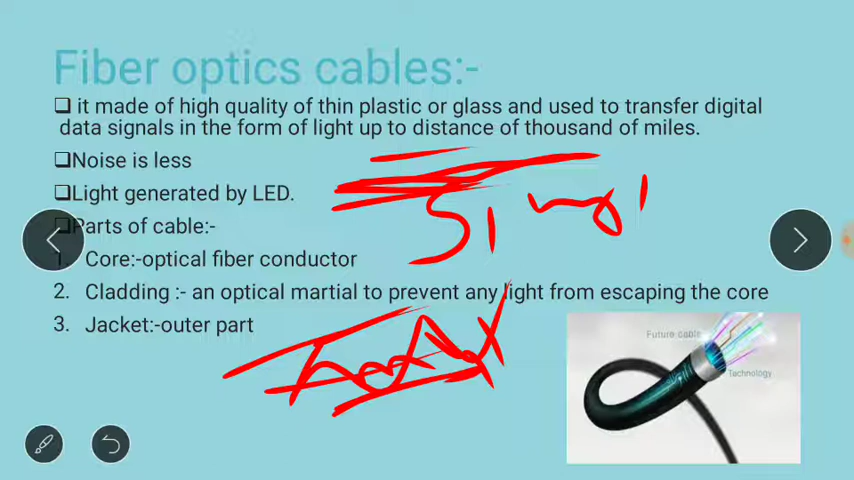 Fiber optics cables:-
❑ it made of high quality of thin plastic or glass and used to transfer digital
data signals in the form of light up to distance of thousand of miles.
❑Noise is less
❑Light generated by LED.
❑Parts of cable:-
1. Core:-optical fiber conductor
2. Cladding :- an optical martial to prevent any light from escaping the core
3. Jacket:-outer part
Future cable
Technology